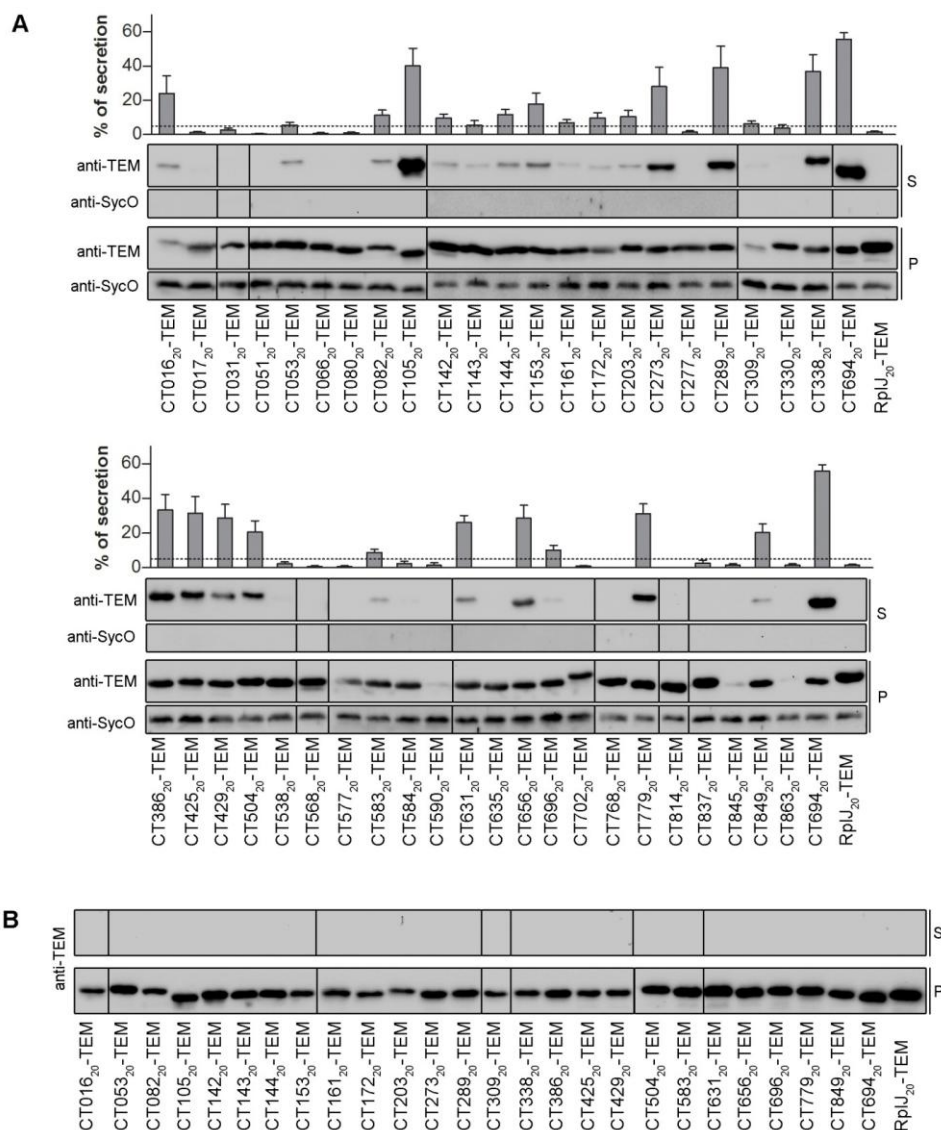 A
% of secretion
60
40
20
0
anti-TEM
S
anti-SycO
anti-TEM
P
anti-SycO
CT016₂₀-TEM
CT017₂₀-TEM
CT031₂₀-TEM
CT051₂₀-TEM
CT053₂₀-TEM
CT066₂₀-TEM
CT080₂₀-TEM
CT082₂₀-TEM
CT105₂₀-TEM
CT142₂₀-TEM
CT143₂₀-TEM
CT144₂₀-TEM
CT153₂₀-TEM
CT161₂₀-TEM
CT172₂₀-TEM
CT203₂₀-TEM
CT273₂₀-TEM
CT277₂₀-TEM
CT289₂₀-TEM
CT309₂₀-TEM
CT330₂₀-TEM
CT338₂₀-TEM
CT694₂₀-TEM
RplJ₂₀-TEM
% of secretion
60
40
20
0
anti-TEM
S
anti-SycO
anti-TEM
P
anti-SycO
CT386₂₀-TEM
CT425₂₀-TEM
CT429₂₀-TEM
CT504₂₀-TEM
CT538₂₀-TEM
CT568₂₀-TEM
CT577₂₀-TEM
CT583₂₀-TEM
CT584₂₀-TEM
CT590₂₀-TEM
CT631₂₀-TEM
CT635₂₀-TEM
CT656₂₀-TEM
CT696₂₀-TEM
CT702₂₀-TEM
CT768₂₀-TEM
CT779₂₀-TEM
CT814₂₀-TEM
CT837₂₀-TEM
CT845₂₀-TEM
CT849₂₀-TEM
CT863₂₀-TEM
CT694₂₀-TEM
RplJ₂₀-TEM
B
anti-TEM
S
P
CT016₂₀-TEM
CT053₂₀-TEM
CT082₂₀-TEM
CT105₂₀-TEM
CT142₂₀-TEM
CT143₂₀-TEM
CT144₂₀-TEM
CT153₂₀-TEM
CT161₂₀-TEM
CT172₂₀-TEM
CT203₂₀-TEM
CT273₂₀-TEM
CT289₂₀-TEM
CT309₂₀-TEM
CT338₂₀-TEM
CT386₂₀-TEM
CT425₂₀-TEM
CT429₂₀-TEM
CT504₂₀-TEM
CT583₂₀-TEM
CT631₂₀-TEM
CT656₂₀-TEM
CT696₂₀-TEM
CT779₂₀-TEM
CT849₂₀-TEM
CT694₂₀-TEM
RplJ₂₀-TEM